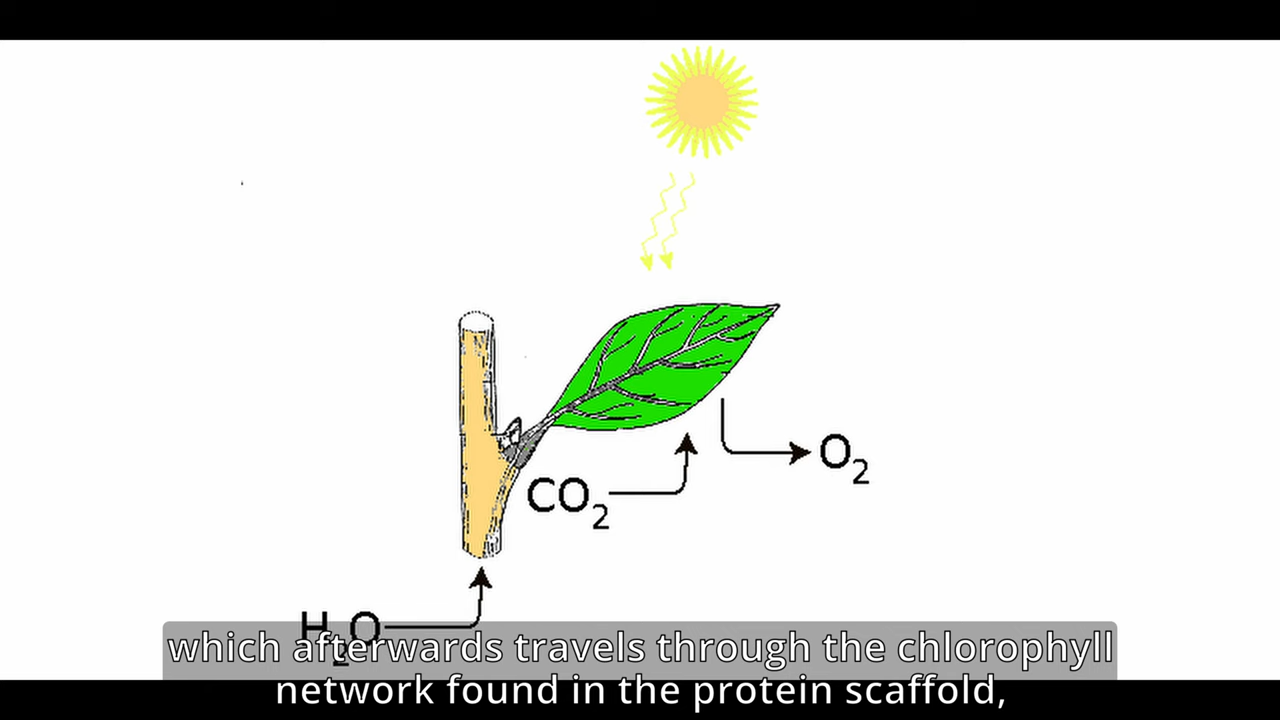 O₂
CO₂
H₂O
which afterwards travels through the chlorophyll
network found in the protein scaffold,